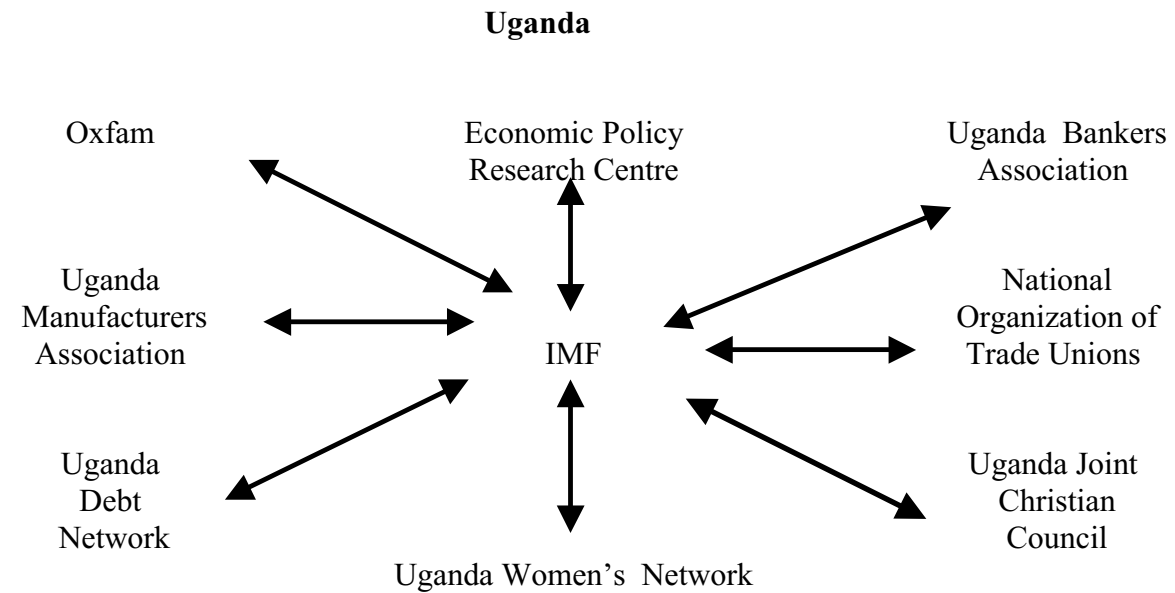 Uganda
Oxfam
Economic Policy
Research Centre
Uganda Bankers
Association
Uganda
Manufacturers
Association
IMF
National
Organization of
Trade Unions
Uganda
Debt
Network
Uganda Joint
Christian
Council
Uganda Women’s Network